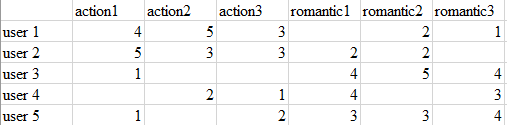 action1 action2 action3 romantic1 romantic2 romantic3
user 1 4 5 3 2 1
user 2 5 3 3 2 2
user 3 1 4 5 4
user 4 2 1 4 3
user 5 1 2 3 3 4